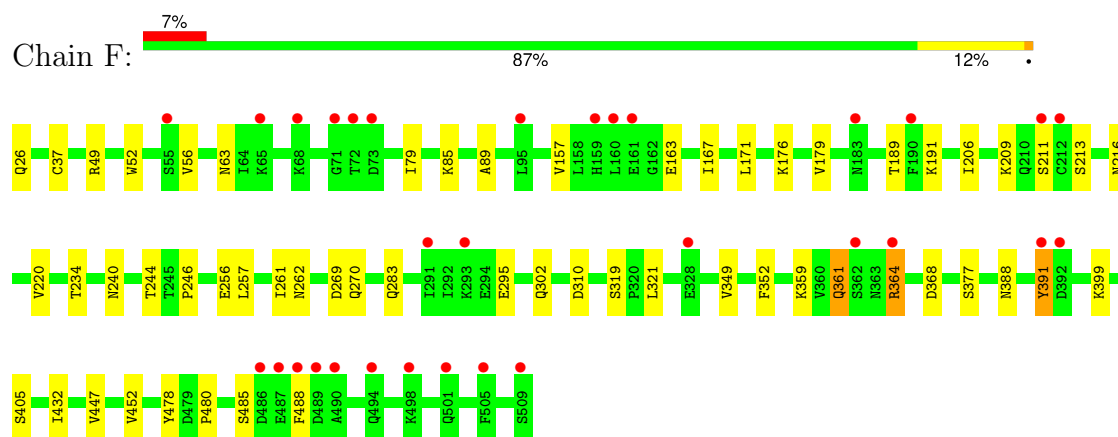 7%
Chain F:
87% 12% •
Q26 C37 R49 W52 S55 V56 N63 I64 K65 K68 G71 T72 D73 I79 K85 A89 L95 V157 L158 H159 L160 E161 G162 E163 I167 L171 K176 V179 N183 T189 F190 K191 I206 K209 Q210 S211 C212 S213 N216
V220 T234 N240 T244 T245 P246 E256 L257 I261 N262 D269 Q270 Q283 I291 I292 K293 E294 E295 Q302 D310 S319 P320 L321 E328 V349 F352 K359 V360 Q361 S362 N363 R364 D368 S377 N388 Y391 D392 K399
S405 I432 V447 V452 Y478 D479 P480 S485 D486 E487 F488 D489 A490 Q494 K498 Q501 F505 S509